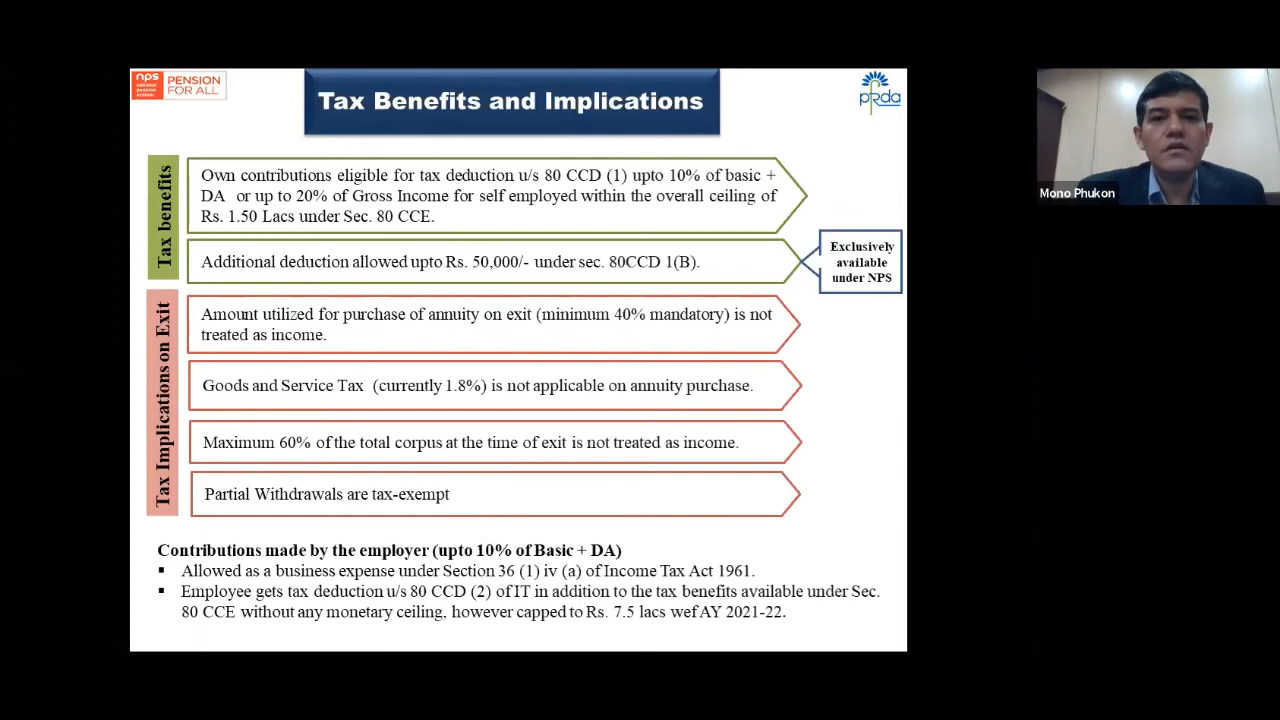 nps
national
pension
system
PENSION
FOR ALL
Tax Benefits and Implications
pfrda
Mono Phukon
Tax benefits
Own contributions eligible for tax deduction u/s 80 CCD (1) upto 10% of basic +
DA or up to 20% of Gross Income for self employed within the overall ceiling of
Rs. 1.50 Lacs under Sec. 80 CCE.
Additional deduction allowed upto Rs. 50,000/- under sec. 80CCD 1(B).
Exclusively
available
under NPS
Tax Implications on Exit
Amount utilized for purchase of annuity on exit (minimum 40% mandatory) is not
treated as income.
Goods and Service Tax (currently 1.8%) is not applicable on annuity purchase.
Maximum 60% of the total corpus at the time of exit is not treated as income.
Partial Withdrawals are tax-exempt
Contributions made by the employer (upto 10% of Basic + DA)
▪ Allowed as a business expense under Section 36 (1) iv (a) of Income Tax Act 1961.
▪ Employee gets tax deduction u/s 80 CCD (2) of IT in addition to the tax benefits available under Sec.
80 CCE without any monetary ceiling, however capped to Rs. 7.5 lacs wef AY 2021-22.